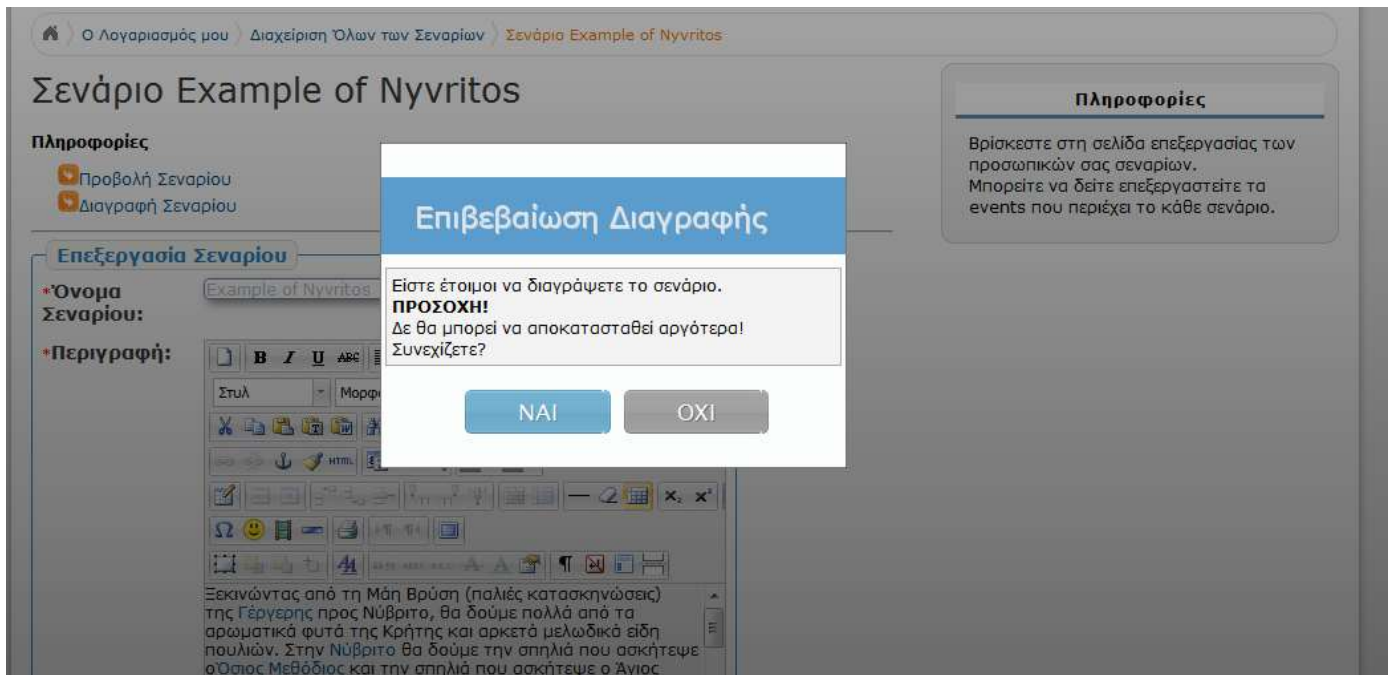 Ο Λογαριασμός μου Διαχείριση Όλων των Σεναρίων Σενάριο Example of Nyvritos
Σενάριο Example of Nyvritos
Πληροφορίες
Προβολή Σεναρίου
Διαγραφή Σεναρίου
Επεξεργασία Σεναρίου
*Όνομα Σεναρίου:
Example of Nyvritos
*Περιγραφή:
B I U ABC
Στυλ
HTML
Ξεκινώντας από τη Μάη Βρύση (παλιές κατασκηνώσεις)
της Γέργερης προς Νύβριτο, θα δούμε πολλά από τα
αρωματικά φυτά της Κρήτης και αρκετά μελωδικά είδη
πουλιών. Στην Νύβριτο θα δούμε την σπηλιά που ασκήτεψε
ο Όσιος Μεθόδιος και την σπηλιά που ασκήτεψε ο Άγιος
Επιβεβαίωση Διαγραφής
Είστε έτοιμοι να διαγράψετε το σενάριο.
ΠΡΟΣΟΧΗ!
Δε θα μπορεί να αποκατασταθεί αργότερα!
Συνεχίζετε?
ΝΑΙ
ΟΧΙ
Πληροφορίες
Βρίσκεστε στη σελίδα επεξεργασίας των
προσωπικών σας σεναρίων.
Μπορείτε να δείτε επεξεργαστείτε τα
events που περιέχει το κάθε σενάριο.